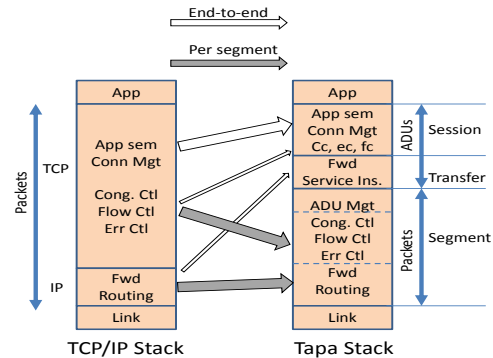 End-to-end
Per segment
App
TCP
Packets
App sem
Conn Mgt
Cong. Ctl
Flow Ctl
Err Ctl
IP
Fwd
Routing
Link
TCP/IP Stack
App
App sem
Conn Mgt
Cc, ec, fc
Fwd
Service Ins.
ADU Mgt
Cong. Ctl
Flow Ctl
Err Ctl
Fwd
Routing
Link
Tapa Stack
ADUs
Session
Transfer
Packets
Segment